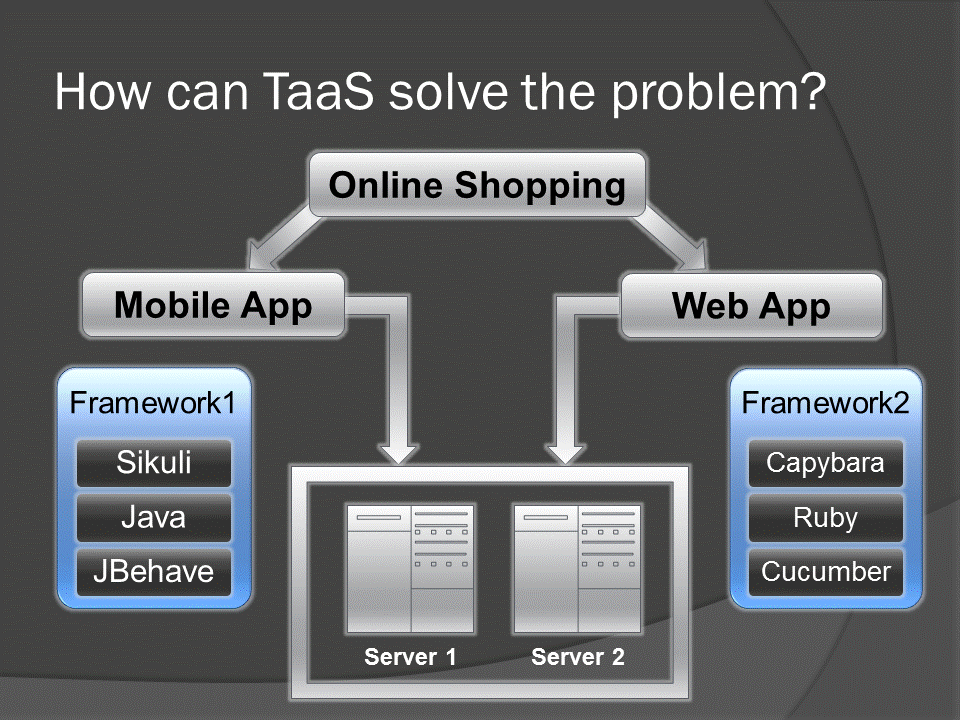 How can TaaS solve the problem?
Online Shopping
Mobile App
Web App
Framework1
Sikuli
Java
JBehave
Framework2
Capybara
Ruby
Cucumber
Server 1
Server 2